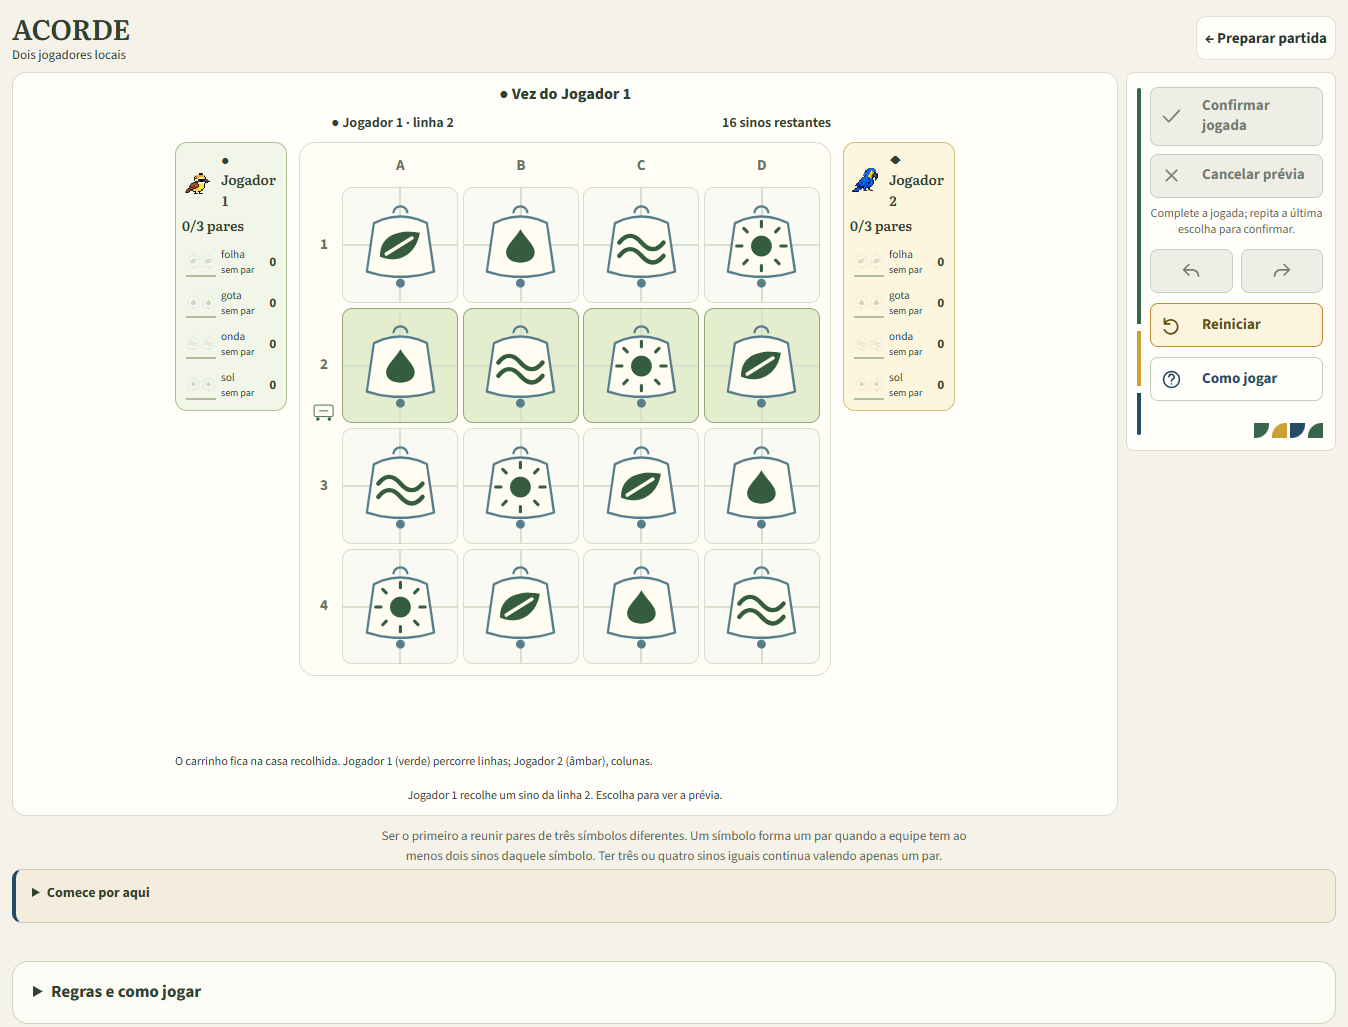 ACORDE
Dois jogadores locais
← Preparar partida
● Vez do Jogador 1
● Jogador 1 · linha 2
16 sinos restantes
●
Jogador
1
0/3 pares
folha
sem par
0
gota
sem par
0
onda
sem par
0
sol
sem par
0
A B C D
1
2
3
4
◆
Jogador
2
0/3 pares
folha
sem par
0
gota
sem par
0
onda
sem par
0
sol
sem par
0
O carrinho fica na casa recolhida. Jogador 1 (verde) percorre linhas; Jogador 2 (âmbar), colunas.
Jogador 1 recolhe um sino da linha 2. Escolha para ver a prévia.
Confirmar
jogada
Cancelar prévia
Complete a jogada; repita a última
escolha para confirmar.
Reiniciar
Como jogar
Ser o primeiro a reunir pares de três símbolos diferentes. Um símbolo forma um par quando a equipe tem ao
menos dois sinos daquele símbolo. Ter três ou quatro sinos iguais continua valendo apenas um par.
▶ Comece por aqui
▶ Regras e como jogar